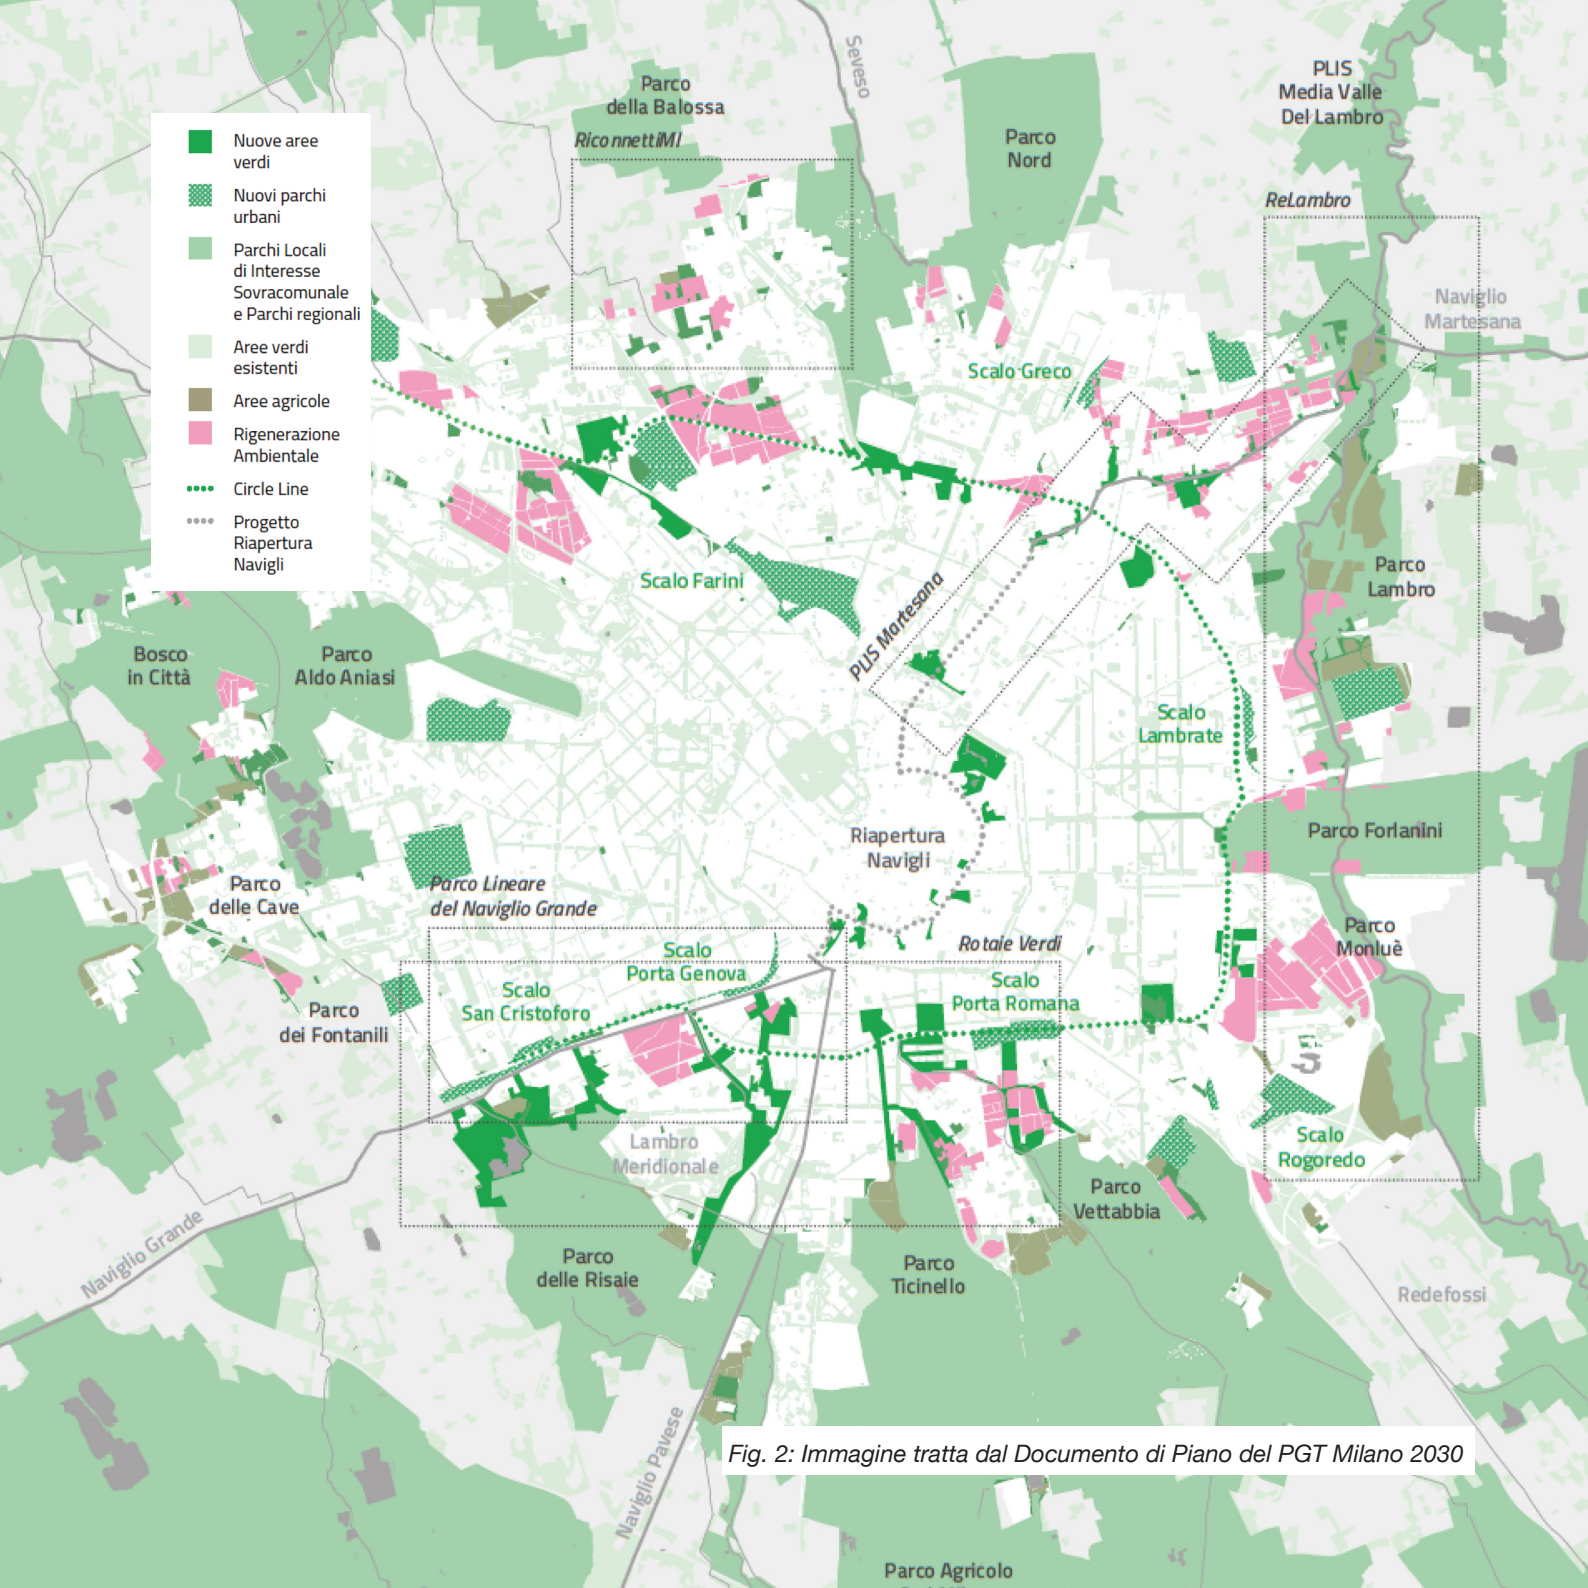 Parco
della Balossa
RiconnettiMI
Seveso
Parco
Nord
PLIS
Media Valle
Del Lambro
ReLambro
Naviglio
Martesana
Nuove aree
verdi
Nuovi parchi
urbani
Parchi Locali
di Interesse
Sovracomunale
e Parchi regionali
Aree verdi
esistenti
Aree agricole
Rigenerazione
Ambientale
Circle Line
Progetto
Riapertura
Navigli
Scalo Greco
Scalo Farini
PLIS Martesana
Parco
Lambro
Bosco
in Città
Parco
Aldo Aniasi
Scalo
Lambrate
Riapertura
Navigli
Parco Forlanini
Parco
delle Cave
Parco Lineare
del Naviglio Grande
Parco
Monluè
Rotaie Verdi
Scalo
Porta Genova
Scalo
San Cristoforo
Scalo
Porta Romana
Parco
dei Fontanili
Lambro
Meridionale
Scalo
Rogoredo
Parco
Vettabbia
Naviglio Grande
Parco
delle Risaie
Parco
Ticinello
Redefossi
Naviglio Pavese
Fig. 2: Immagine tratta dal Documento di Piano del PGT Milano 2030
Parco Agricolo